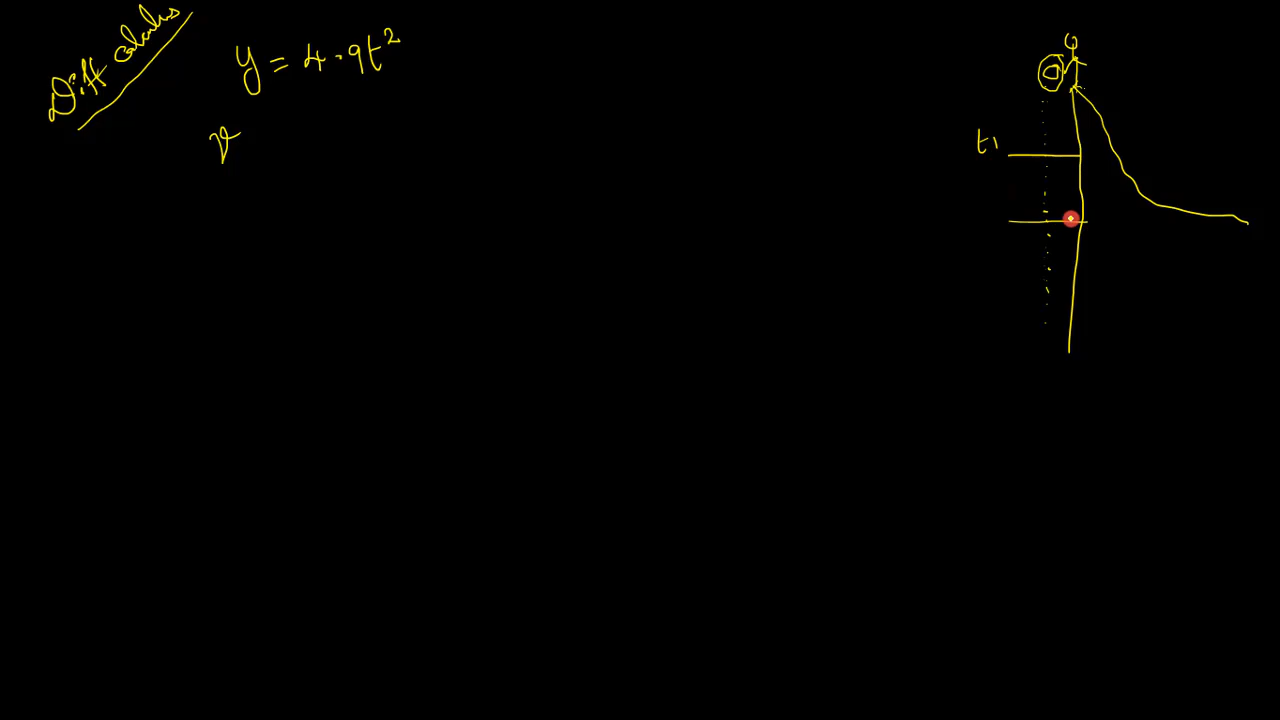 Diff calculus
y = 4.9t²
v
t1